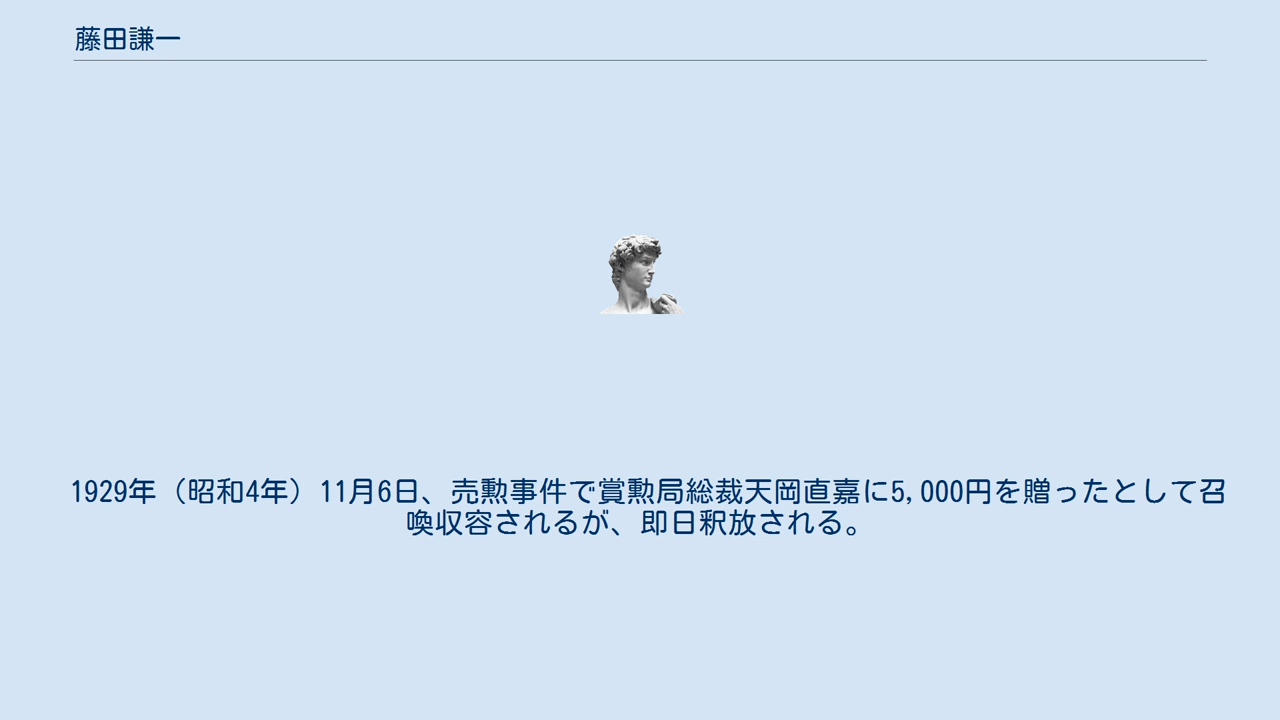 藤田謙一
1929年（昭和4年）11月6日、売勲事件で賞勲局総裁天岡直嘉に5,000円を贈ったとして召
喚収容されるが、即日釈放される。